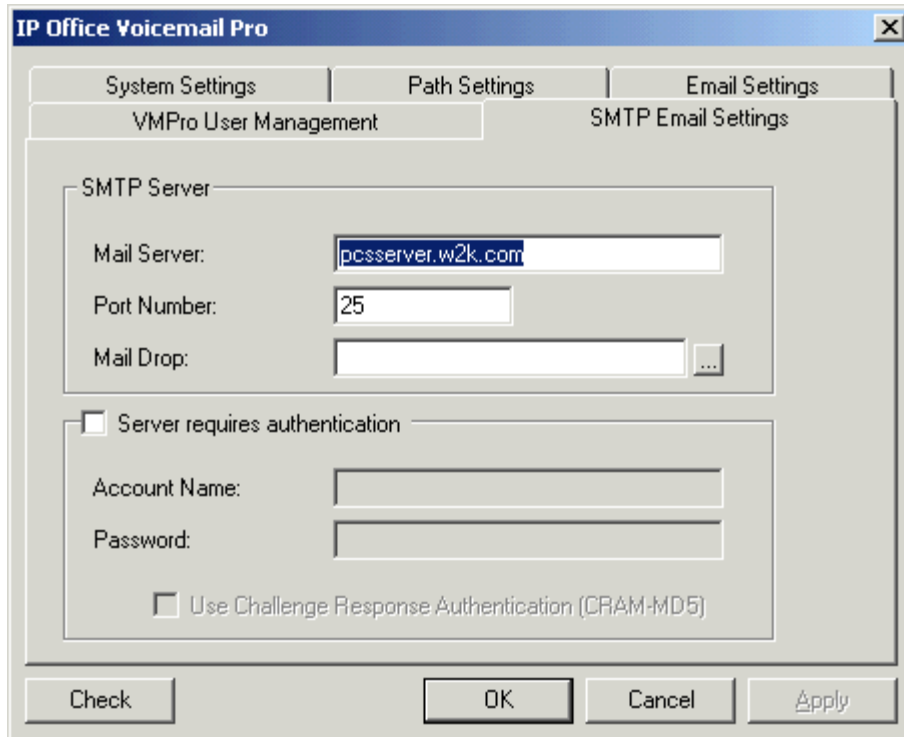 IP Office Voicemail Pro
System Settings Path Settings Email Settings
VMPro User Management SMTP Email Settings
SMTP Server
Mail Server: pcsserver.w2k.com
Port Number: 25
Mail Drop: ...
Server requires authentication
Account Name:
Password:
Use Challenge Response Authentication (CRAM-MD5)
Check OK Cancel Apply